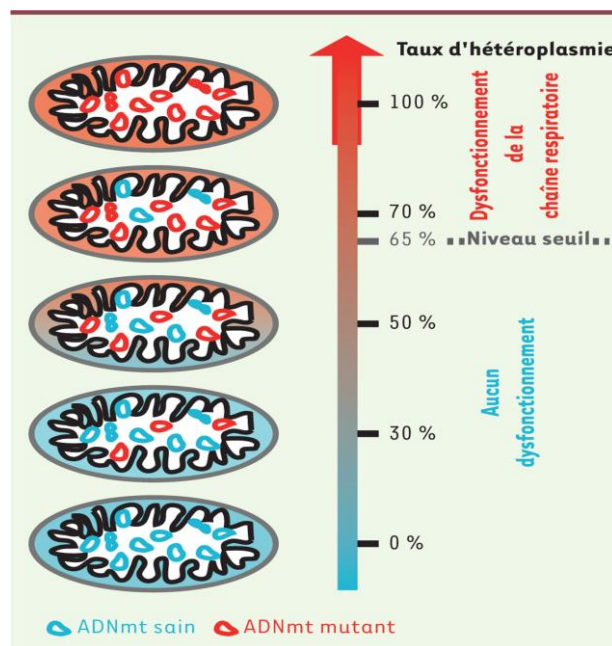 Taux d'hétéroplasmie
100 %
Dysfonctionnement
de la
chaîne respiratoire
70 %
65 %
Niveau seuil
50 %
Aucun
dysfonctionnement
30 %
0 %
ADNmt sain
ADNmt mutant